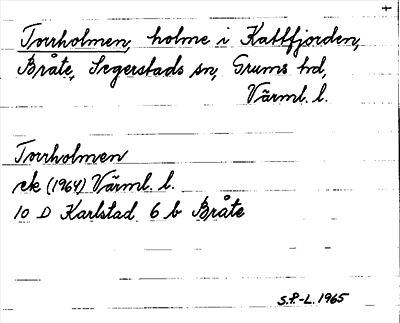 Torrholmen, holme i Kattfjorden,
Bråte, Segerstads sn, Grums hd,
Värml. l.
Torrholmen
ek (1964) Värml. l.
10 D Karlstad 6 b Bråte
S.P.-L. 1965